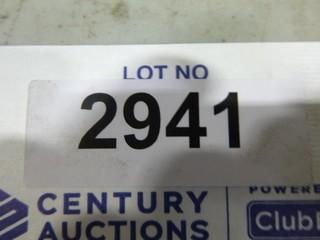 LOT NO
2941
CENTURY
AUCTIONS
POWERE
Club